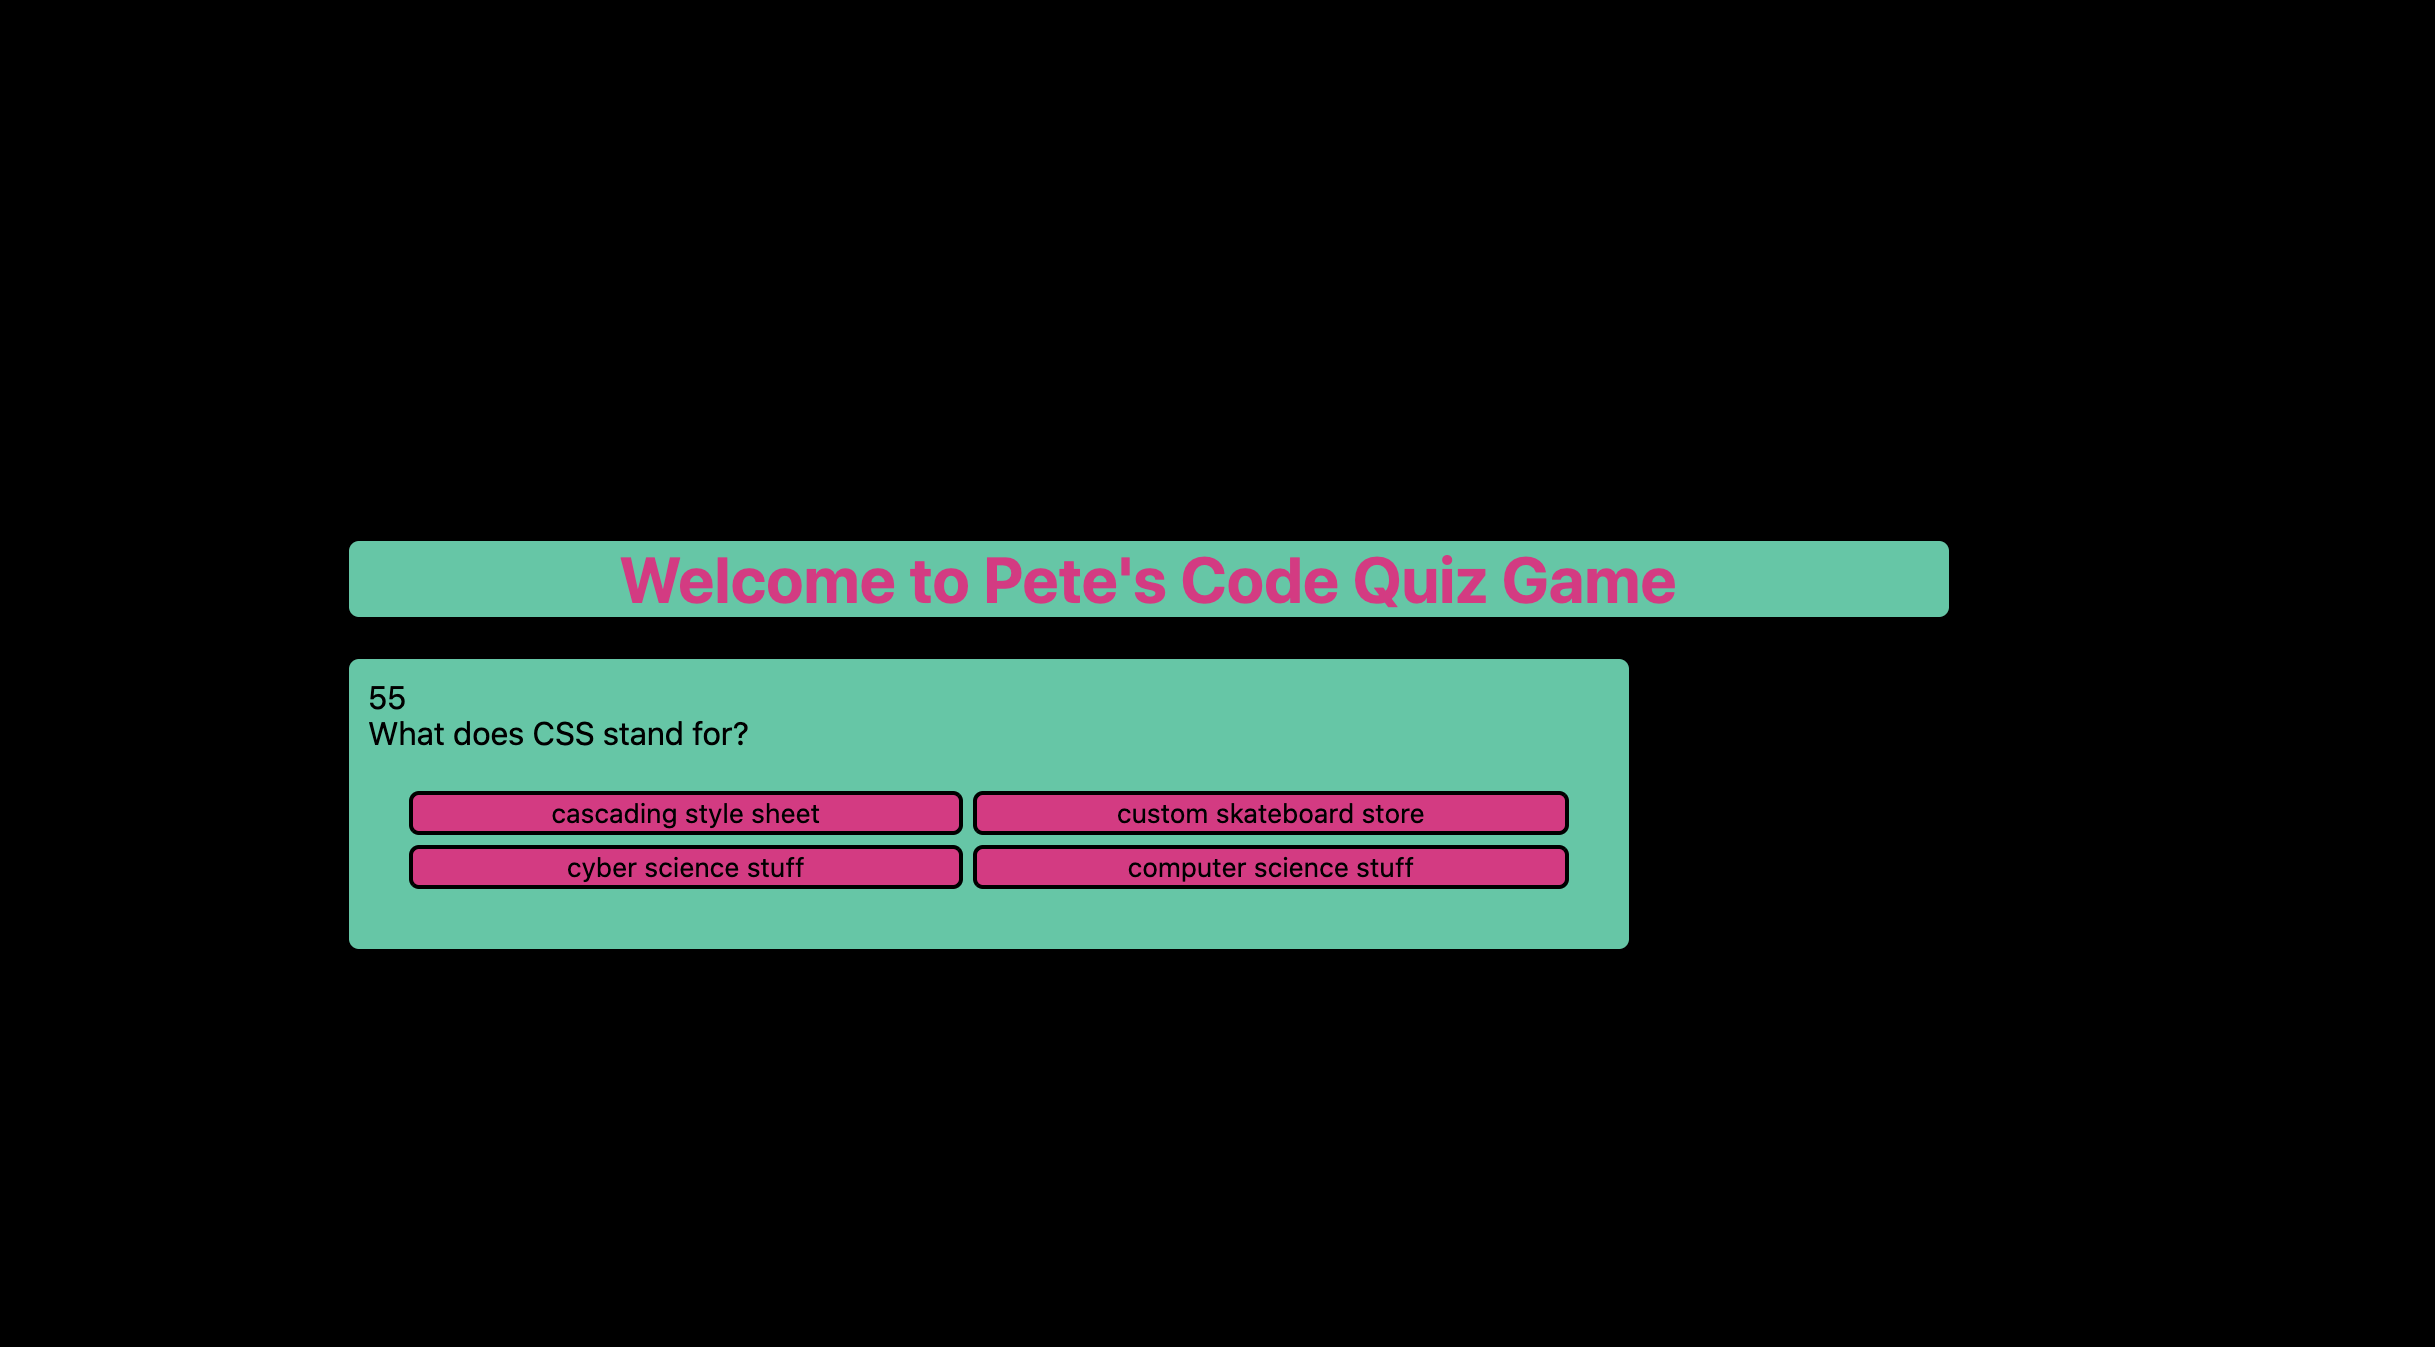 Welcome to Pete's Code Quiz Game
55
What does CSS stand for?
cascading style sheet
custom skateboard store
cyber science stuff
computer science stuff